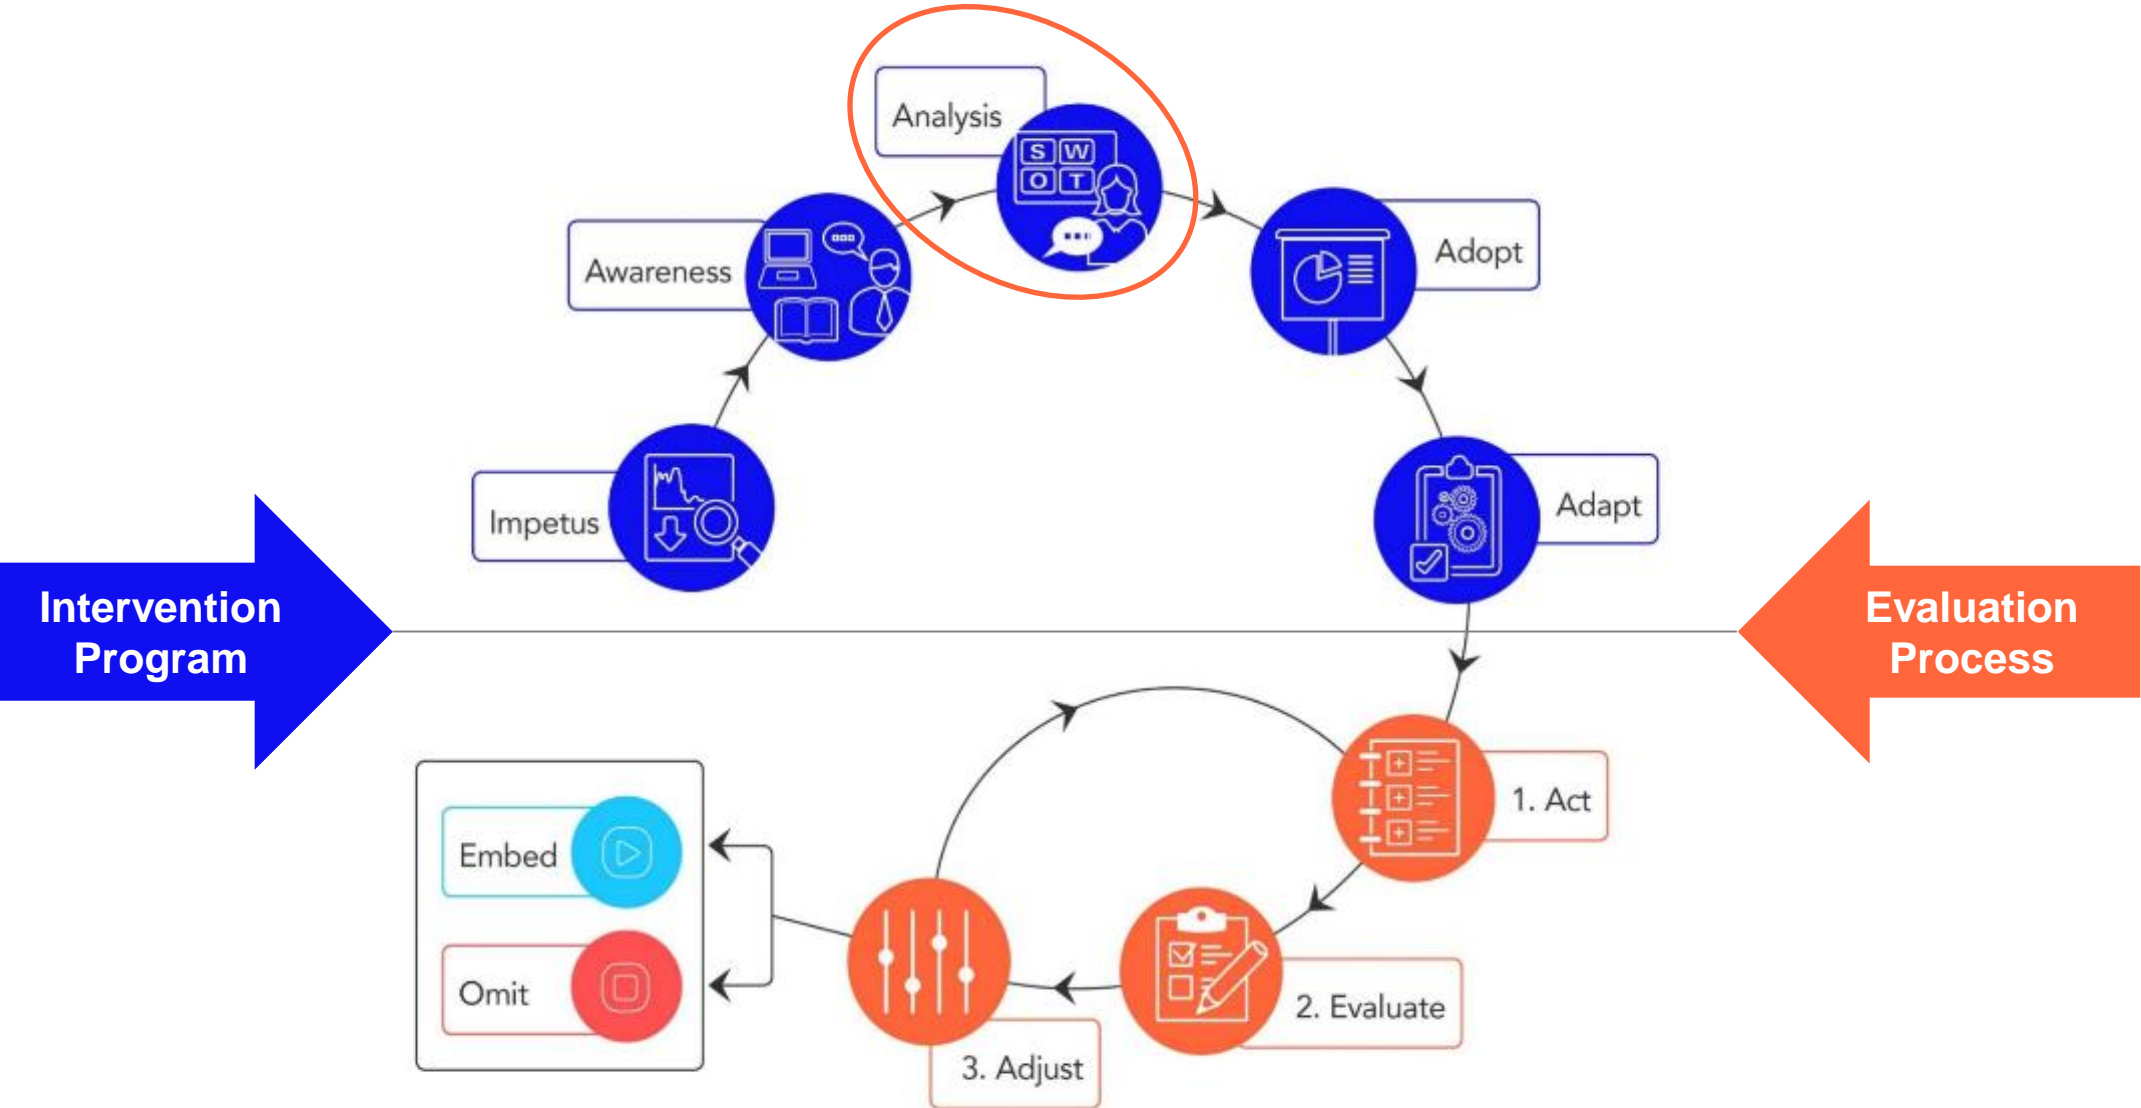 Analysis
S W
O T
Awareness
Adopt
Impetus
Adapt
Intervention
Program
Evaluation
Process
1. Act
Embed
Omit
2. Evaluate
3. Adjust